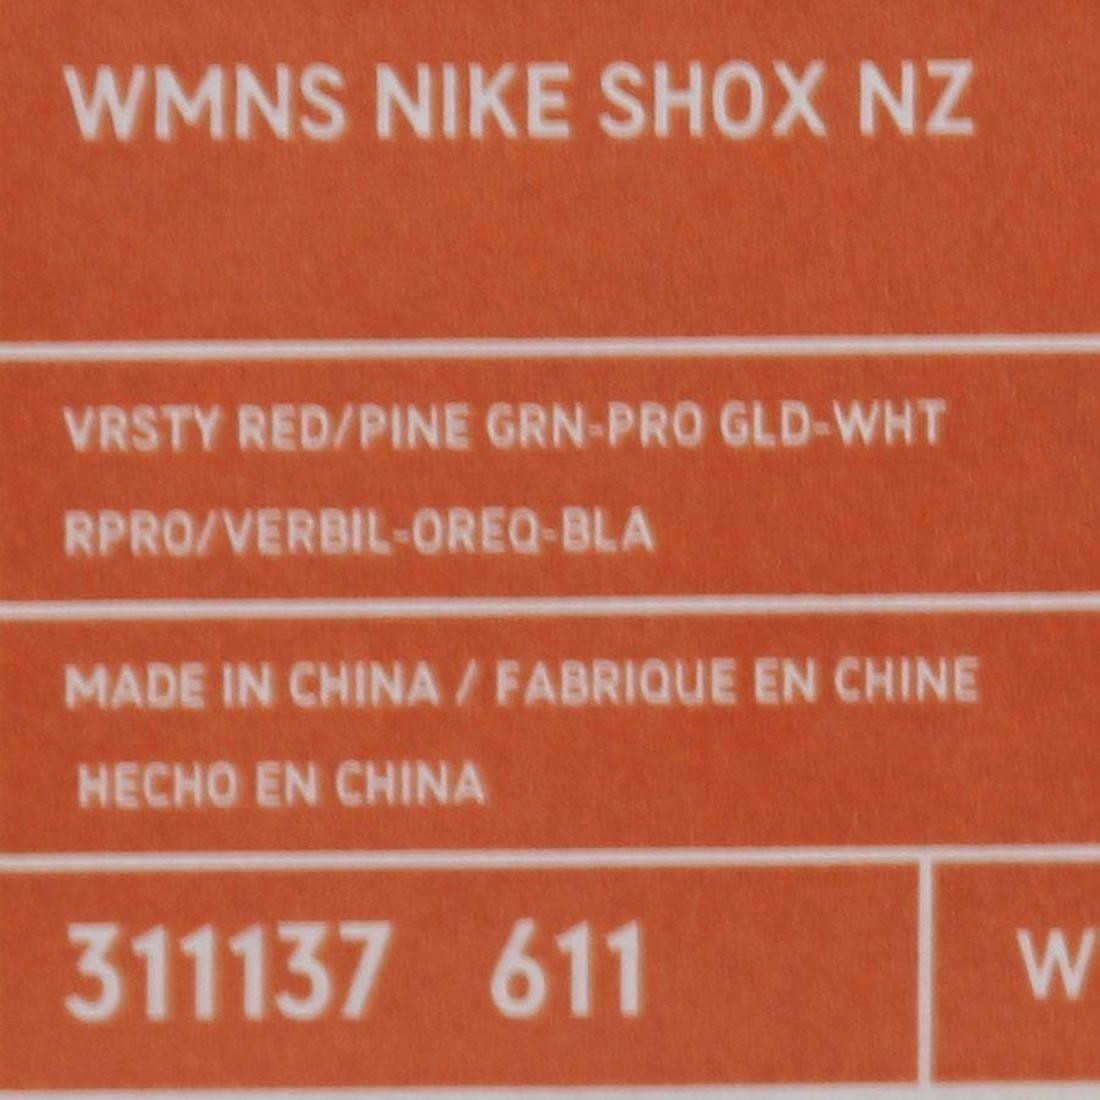 WMNS NIKE SHOX NZ
VRSTY RED/PINE GRN-PRO GLD-WHT
RPRO/VERBIL-OREQ-BLA
MADE IN CHINA / FABRIQUE EN CHINE
HECHO EN CHINA
311137 611
W